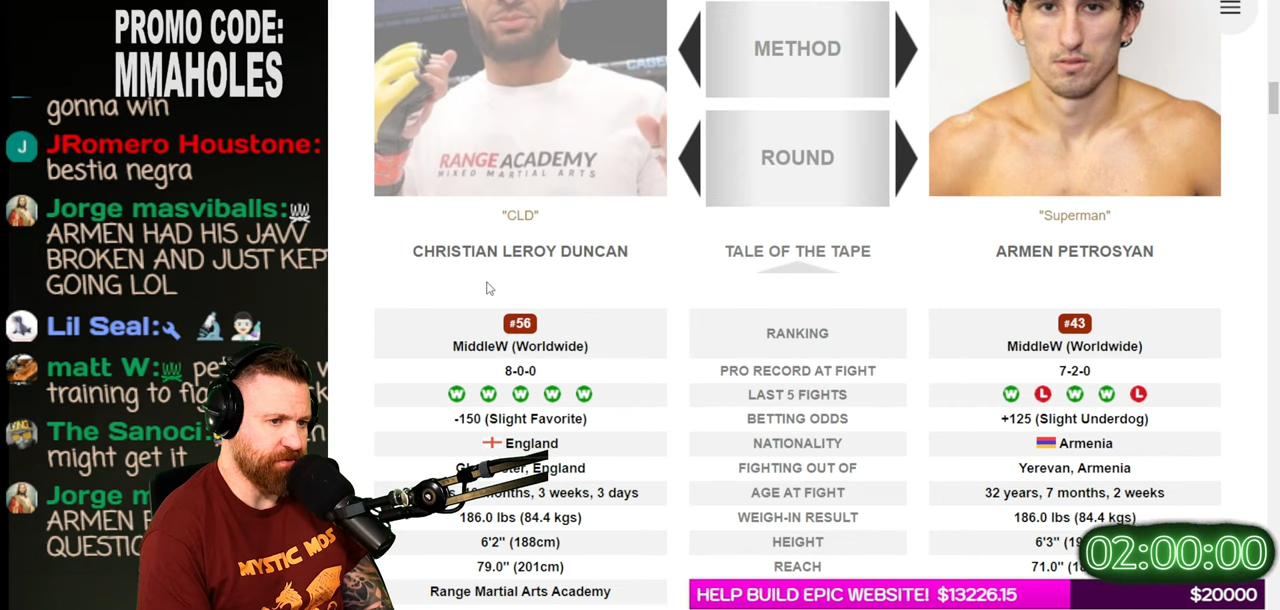 PROMO CODE:
MMAHOLES
gonna win
JRomero Houstone:
bestia negra
Jorge masviballs:
ARMEN HAD HIS JAW
BROKEN AND JUST KEPT
GOING LOL
Lil Seal:
matt W:
training to
The Sanoci
might get it
Jorge
ARMEN
MYSTIC MDS
RANGE ACADEMY
MIXED MARTIAL ARTS
METHOD
ROUND
"CLD"
"Superman"
CHRISTIAN LEROY DUNCAN
TALE OF THE TAPE
ARMEN PETROSYAN
#56
RANKING
#43
MiddleW (Worldwide)
MiddleW (Worldwide)
8-0-0
PRO RECORD AT FIGHT
7-2-0
W W W W W
LAST 5 FIGHTS
W L W W L
-150 (Slight Favorite)
BETTING ODDS
+125 (Slight Underdog)
England
NATIONALITY
Armenia
England
FIGHTING OUT OF
Yerevan, Armenia
months, 3 weeks, 3 days
AGE AT FIGHT
32 years, 7 months, 2 weeks
186.0 lbs (84.4 kgs)
WEIGH-IN RESULT
186.0 lbs (84.4 kgs)
6'2" (188cm)
HEIGHT
6'3"
79.0" (201cm)
REACH
71.0"
02:00:00
Range Martial Arts Academy
HELP BUILD EPIC WEBSITE! $13226.15
$20000